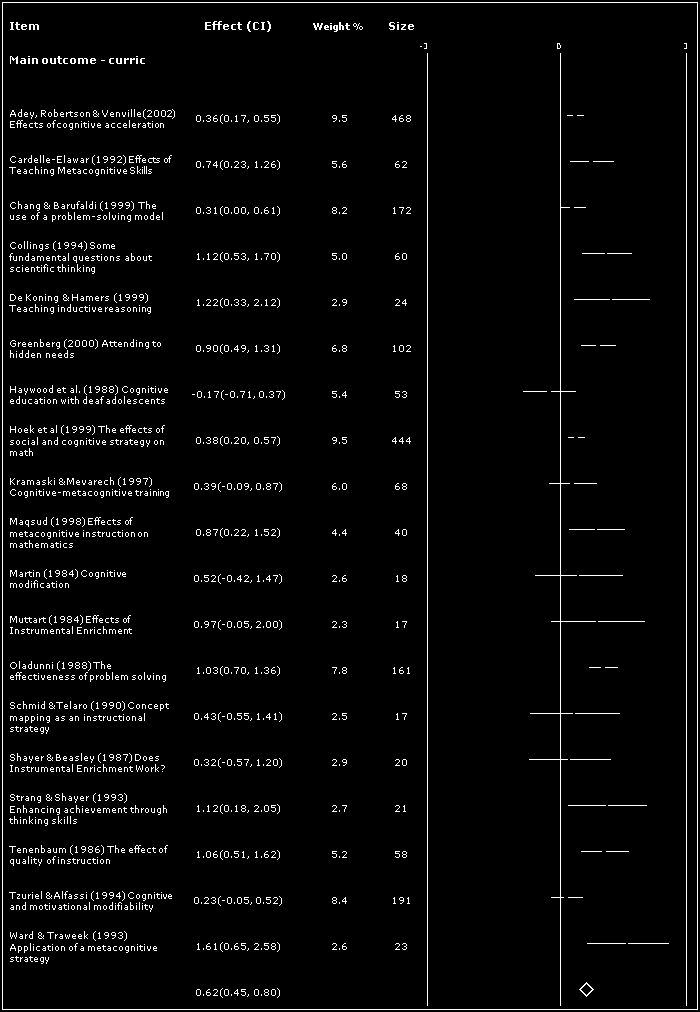 Item Effect (CI) Weight % Size
-3 0 3
Main outcome - curric
Adey, Robertson & Venville(2002)
Effects of cognitive acceleration
0.36(0.17, 0.55) 9.5 468
Cardelle-Elawar (1992) Effects of
Teaching Metacognitive Skills
0.74(0.23, 1.26) 5.6 62
Chang & Barufaldi (1999) The
use of a problem-solving model
0.31(0.00, 0.61) 8.2 172
Collings (1994) Some
fundamental questions about
scientific thinking
1.12(0.53, 1.70) 5.0 60
De Koning & Hamers (1999)
Teaching inductive reasoning
1.22(0.33, 2.12) 2.9 24
Greenberg (2000) Attending to
hidden needs
0.90(0.49, 1.31) 6.8 102
Haywood et al. (1988) Cognitive
education with deaf adolescents
-0.17(-0.71, 0.37) 5.4 53
Hoek et al (1999) The effects of
social and cognitive strategy on
math
0.38(0.20, 0.57) 9.5 444
Kramaski & Mevarech (1997)
Cognitive-metacognitive training
0.39(-0.09, 0.87) 6.0 68
Maqsud (1998) Effects of
metacognitive instruction on
mathematics
0.87(0.22, 1.52) 4.4 40
Martin (1984) Cognitive
modification
0.52(-0.42, 1.47) 2.6 18
Muttart (1984) Effects of
Instrumental Enrichment
0.97(-0.05, 2.00) 2.3 17
Oladunni (1988) The
effectiveness of problem solving
1.03(0.70, 1.36) 7.8 161
Schmid & Telaro (1990) Concept
mapping as an instructional
strategy
0.43(-0.55, 1.41) 2.5 17
Shayer & Beasley (1987) Does
Instrumental Enrichment Work?
0.32(-0.57, 1.20) 2.9 20
Strang & Shayer (1993)
Enhancing achievement through
thinking skills
1.12(0.18, 2.05) 2.7 21
Tenenbaum (1986) The effect of
quality of instruction
1.06(0.51, 1.62) 5.2 58
Tzuriel & Alfassi (1994) Cognitive
and motivational modifiability
0.23(-0.05, 0.52) 8.4 191
Ward & Traweek (1993)
Application of a metacognitive
strategy
1.61(0.65, 2.58) 2.6 23
0.62(0.45, 0.80)